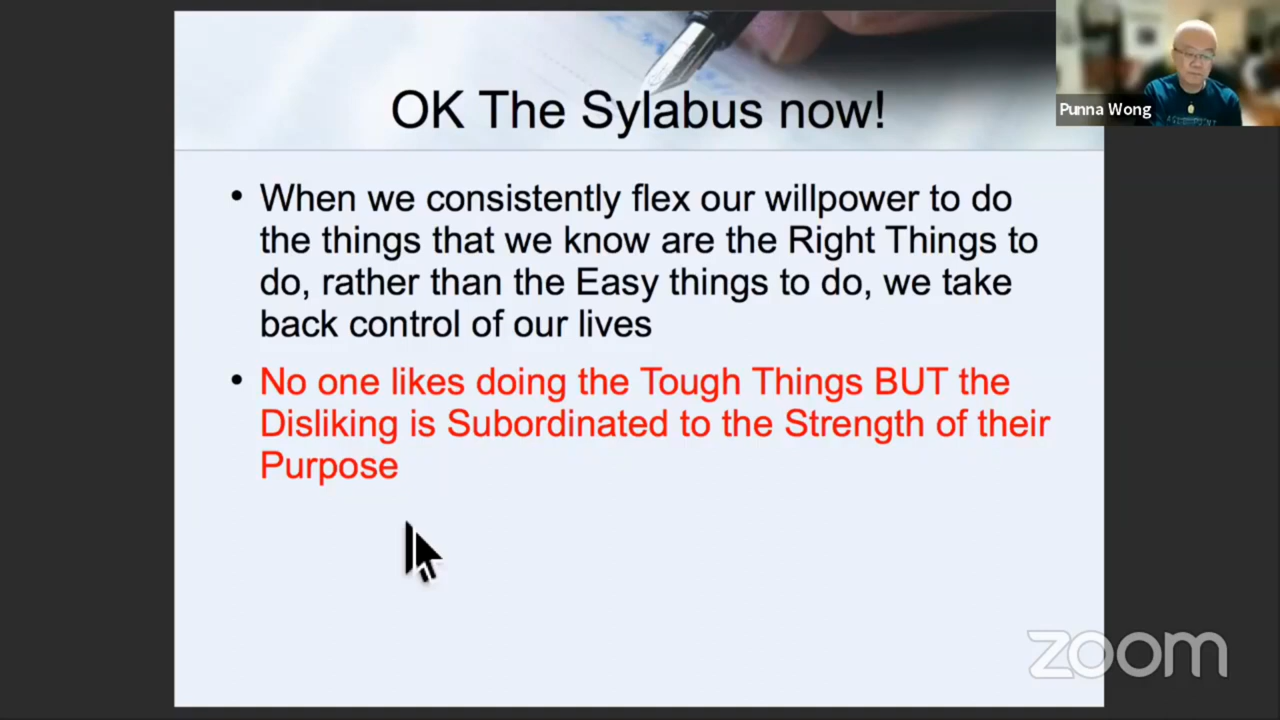 OK The Sylabus now!
Punna Wong
• When we consistently flex our willpower to do
the things that we know are the Right Things to
do, rather than the Easy things to do, we take
back control of our lives
• No one likes doing the Tough Things BUT the
Disliking is Subordinated to the Strength of their
Purpose
zoom